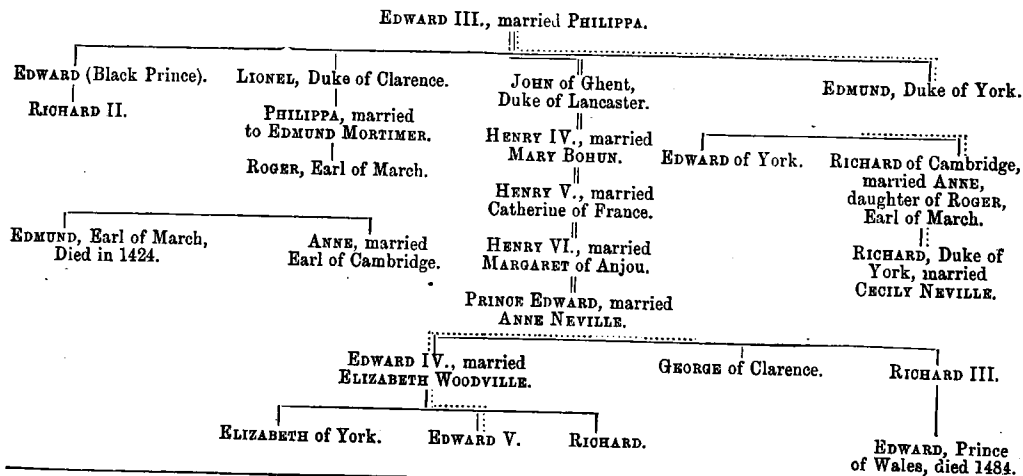 EDWARD III., married PHILIPPA.
EDWARD (Black Prince).
RICHARD II.
LIONEL, Duke of Clarence.
PHILIPPA, married
to EDMUND MORTIMER.
ROGER, Earl of March.
JOHN of Ghent,
Duke of Lancaster.
HENRY IV., married
MARY BOHUN.
HENRY V., married
Catherine of France.
HENRY VI., married
MARGARET of Anjou.
PRINCE EDWARD, married
ANNE NEVILLE.
EDMUND, Duke of York.
EDWARD of York.
RICHARD of Cambridge,
married ANNE,
daughter of ROGER,
Earl of March.
RICHARD, Duke of
York, married
CECILY NEVILLE.
EDMUND, Earl of March,
Died in 1424.
ANNE, married
Earl of Cambridge.
EDWARD IV., married
ELIZABETH WOODVILLE.
GEORGE of Clarence.
RICHARD III.
ELIZABETH of York.
EDWARD V.
RICHARD.
EDWARD, Prince
of Wales, died 1484.